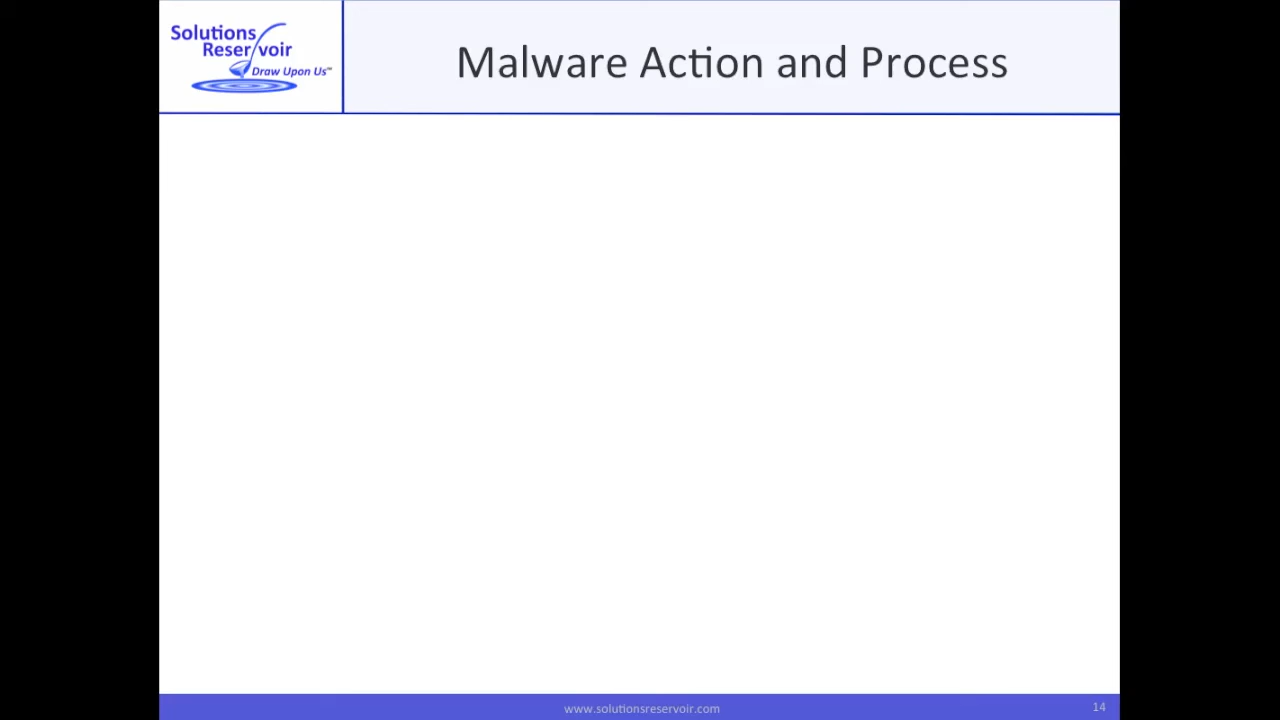 Solutions
Reservoir
Draw Upon Us™
Malware Action and Process
www.solutionsreservoir.com
14